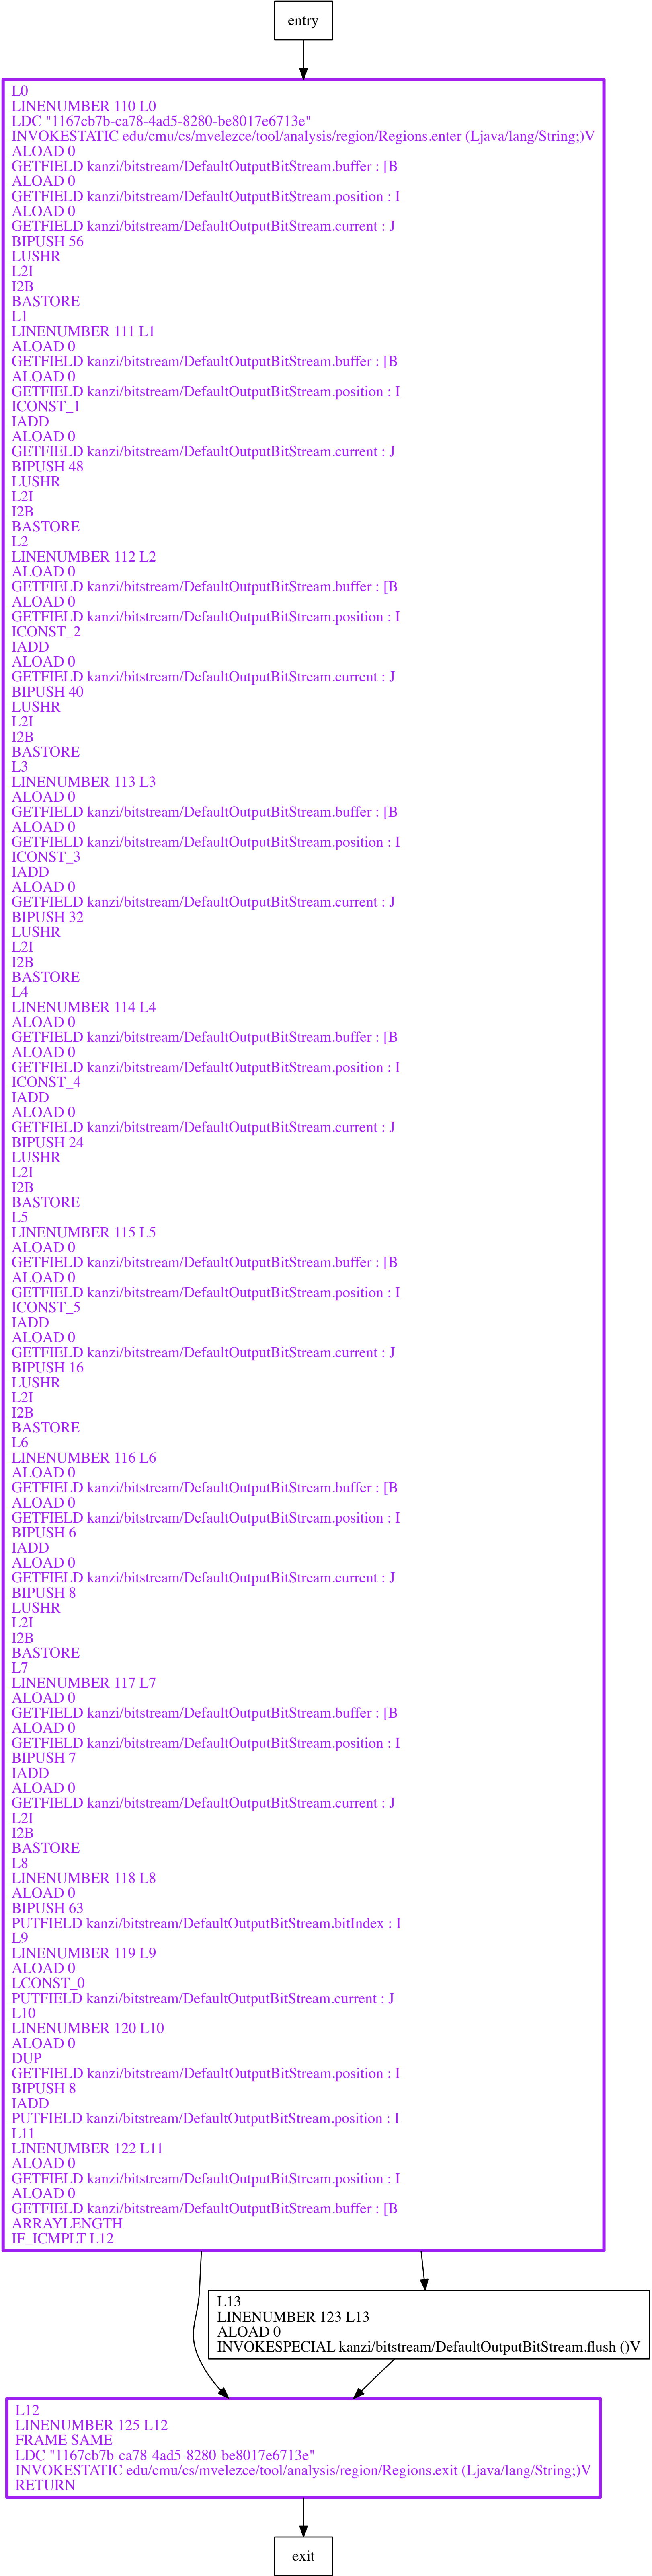 entry
L0
LINENUMBER 110 L0
LDC "1167cb7b-ca78-4ad5-8280-be8017e6713e"
INVOKESTATIC edu/cmu/cs/mvelezce/tool/analysis/region/Regions.enter (Ljava/lang/String;)V
ALOAD 0
GETFIELD kanzi/bitstream/DefaultOutputBitStream.buffer : [B
ALOAD 0
GETFIELD kanzi/bitstream/DefaultOutputBitStream.position : I
ALOAD 0
GETFIELD kanzi/bitstream/DefaultOutputBitStream.current : J
BIPUSH 56
LUSHR
L2I
I2B
BASTORE
L1
LINENUMBER 111 L1
ALOAD 0
GETFIELD kanzi/bitstream/DefaultOutputBitStream.buffer : [B
ALOAD 0
GETFIELD kanzi/bitstream/DefaultOutputBitStream.position : I
ICONST_1
IADD
ALOAD 0
GETFIELD kanzi/bitstream/DefaultOutputBitStream.current : J
BIPUSH 48
LUSHR
L2I
I2B
BASTORE
L2
LINENUMBER 112 L2
ALOAD 0
GETFIELD kanzi/bitstream/DefaultOutputBitStream.buffer : [B
ALOAD 0
GETFIELD kanzi/bitstream/DefaultOutputBitStream.position : I
ICONST_2
IADD
ALOAD 0
GETFIELD kanzi/bitstream/DefaultOutputBitStream.current : J
BIPUSH 40
LUSHR
L2I
I2B
BASTORE
L3
LINENUMBER 113 L3
ALOAD 0
GETFIELD kanzi/bitstream/DefaultOutputBitStream.buffer : [B
ALOAD 0
GETFIELD kanzi/bitstream/DefaultOutputBitStream.position : I
ICONST_3
IADD
ALOAD 0
GETFIELD kanzi/bitstream/DefaultOutputBitStream.current : J
BIPUSH 32
LUSHR
L2I
I2B
BASTORE
L4
LINENUMBER 114 L4
ALOAD 0
GETFIELD kanzi/bitstream/DefaultOutputBitStream.buffer : [B
ALOAD 0
GETFIELD kanzi/bitstream/DefaultOutputBitStream.position : I
ICONST_4
IADD
ALOAD 0
GETFIELD kanzi/bitstream/DefaultOutputBitStream.current : J
BIPUSH 24
LUSHR
L2I
I2B
BASTORE
L5
LINENUMBER 115 L5
ALOAD 0
GETFIELD kanzi/bitstream/DefaultOutputBitStream.buffer : [B
ALOAD 0
GETFIELD kanzi/bitstream/DefaultOutputBitStream.position : I
ICONST_5
IADD
ALOAD 0
GETFIELD kanzi/bitstream/DefaultOutputBitStream.current : J
BIPUSH 16
LUSHR
L2I
I2B
BASTORE
L6
LINENUMBER 116 L6
ALOAD 0
GETFIELD kanzi/bitstream/DefaultOutputBitStream.buffer : [B
ALOAD 0
GETFIELD kanzi/bitstream/DefaultOutputBitStream.position : I
BIPUSH 6
IADD
ALOAD 0
GETFIELD kanzi/bitstream/DefaultOutputBitStream.current : J
BIPUSH 8
LUSHR
L2I
I2B
BASTORE
L7
LINENUMBER 117 L7
ALOAD 0
GETFIELD kanzi/bitstream/DefaultOutputBitStream.buffer : [B
ALOAD 0
GETFIELD kanzi/bitstream/DefaultOutputBitStream.position : I
BIPUSH 7
IADD
ALOAD 0
GETFIELD kanzi/bitstream/DefaultOutputBitStream.current : J
L2I
I2B
BASTORE
L8
LINENUMBER 118 L8
ALOAD 0
BIPUSH 63
PUTFIELD kanzi/bitstream/DefaultOutputBitStream.bitIndex : I
L9
LINENUMBER 119 L9
ALOAD 0
LCONST_0
PUTFIELD kanzi/bitstream/DefaultOutputBitStream.current : J
L10
LINENUMBER 120 L10
ALOAD 0
DUP
GETFIELD kanzi/bitstream/DefaultOutputBitStream.position : I
BIPUSH 8
IADD
PUTFIELD kanzi/bitstream/DefaultOutputBitStream.position : I
L11
LINENUMBER 122 L11
ALOAD 0
GETFIELD kanzi/bitstream/DefaultOutputBitStream.position : I
ALOAD 0
GETFIELD kanzi/bitstream/DefaultOutputBitStream.buffer : [B
ARRAYLENGTH
IF_ICMPLT L12
L13
LINENUMBER 123 L13
ALOAD 0
INVOKESPECIAL kanzi/bitstream/DefaultOutputBitStream.flush ()V
L12
LINENUMBER 125 L12
FRAME SAME
LDC "1167cb7b-ca78-4ad5-8280-be8017e6713e"
INVOKESTATIC edu/cmu/cs/mvelezce/tool/analysis/region/Regions.exit (Ljava/lang/String;)V
RETURN
exit